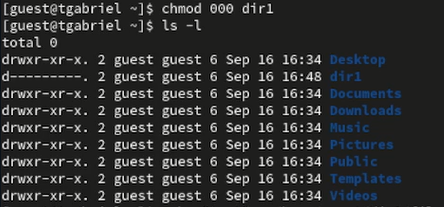 [guest@tgabriel ~]$ chmod 000 dir1
[guest@tgabriel ~]$ ls -l
total 0
drwxr-xr-x. 2 guest guest 6 Sep 16 16:34 Desktop
d---------. 2 guest guest 6 Sep 16 16:48 dir1
drwxr-xr-x. 2 guest guest 6 Sep 16 16:34 Documents
drwxr-xr-x. 2 guest guest 6 Sep 16 16:34 Downloads
drwxr-xr-x. 2 guest guest 6 Sep 16 16:34 Music
drwxr-xr-x. 2 guest guest 6 Sep 16 16:34 Pictures
drwxr-xr-x. 2 guest guest 6 Sep 16 16:34 Public
drwxr-xr-x. 2 guest guest 6 Sep 16 16:34 Templates
drwxr-xr-x. 2 guest guest 6 Sep 16 16:34 Videos